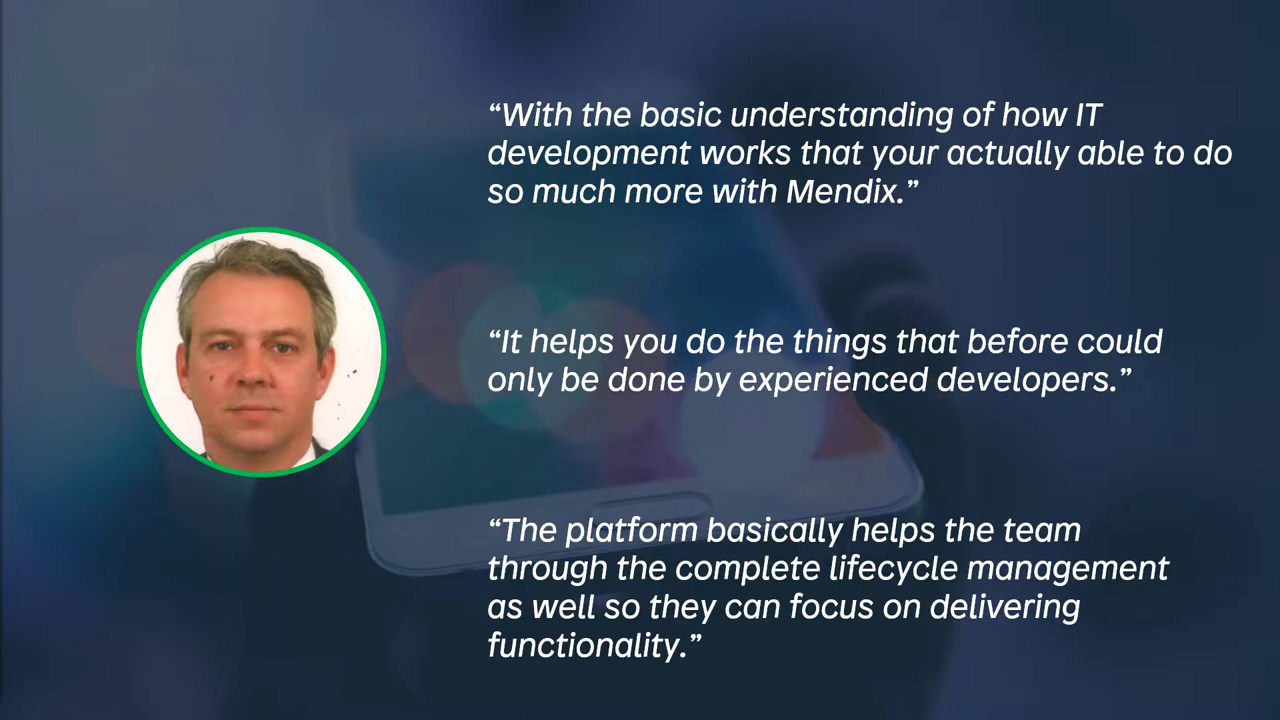 “With the basic understanding of how IT
development works that your actually able to do
so much more with Mendix.”
“It helps you do the things that before could
only be done by experienced developers.”
“The platform basically helps the team
through the complete lifecycle management
as well so they can focus on delivering
functionality.”